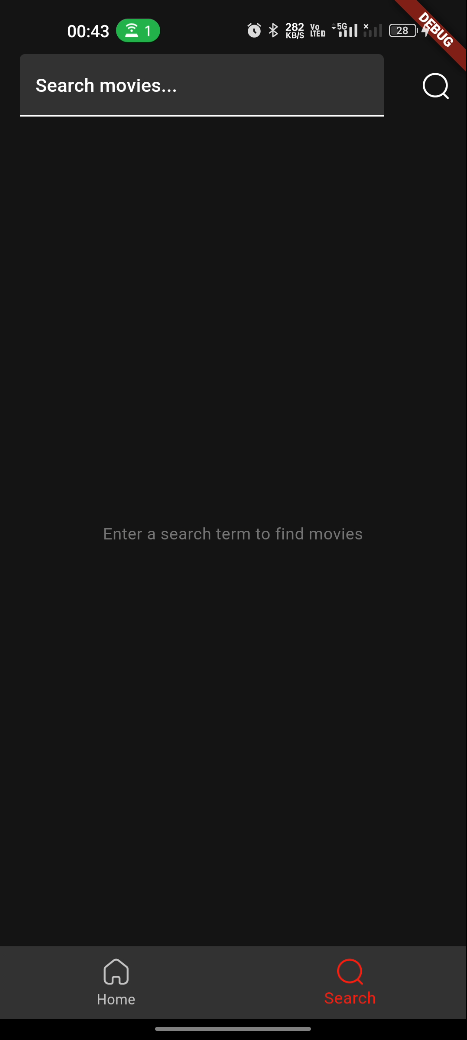 00:43
1
282
KB/S
Vo
LTE
5G
28
DEBUG
Search movies...
Enter a search term to find movies
Home
Search